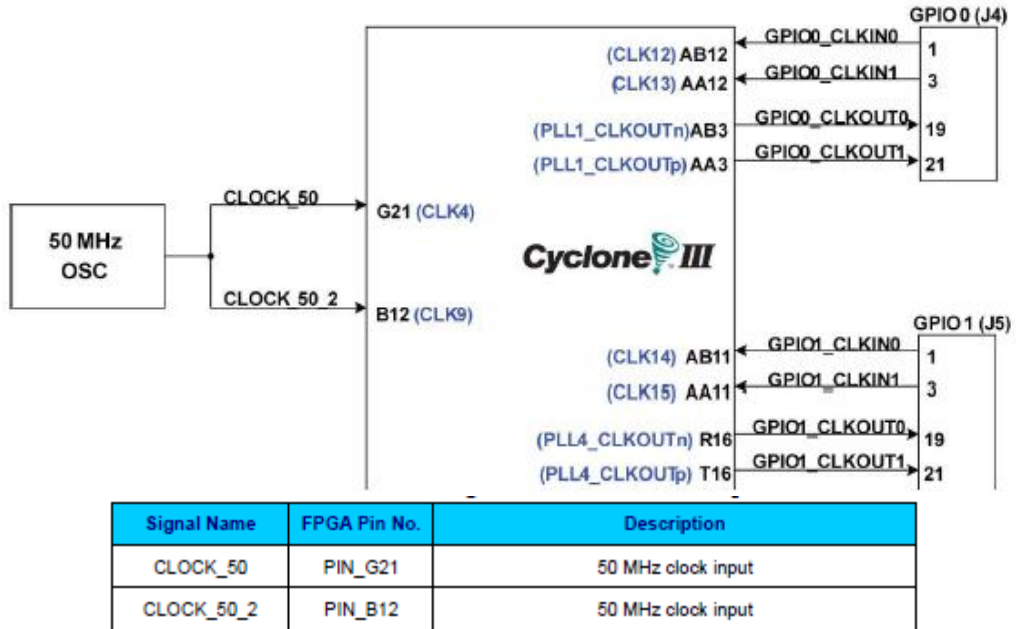 GPIO 0 (J4)
GPIO0_CLKIN0
1
(CLK12) AB12
GPIO0_CLKIN1
3
(CLK13) AA12
GPIO0_CLKOUT0
19
(PLL1_CLKOUTn)AB3
GPIO0_CLKOUT1
21
(PLL1_CLKOUTp) AA3
CLOCK_50
G21 (CLK4)
50 MHz
OSC
Cyclone III
CLOCK_50_2
B12 (CLK9)
GPIO 1 (J5)
GPIO1_CLKIN0
1
(CLK14) AB11
GPIO1_CLKIN1
3
(CLK15) AA11
GPIO1_CLKOUT0
19
(PLL4_CLKOUTn) R16
GPIO1_CLKOUT1
21
(PLL4_CLKOUTp) T16
Signal Name FPGA Pin No. Description
CLOCK_50 PIN_G21 50 MHz clock input
CLOCK_50_2 PIN_B12 50 MHz clock input